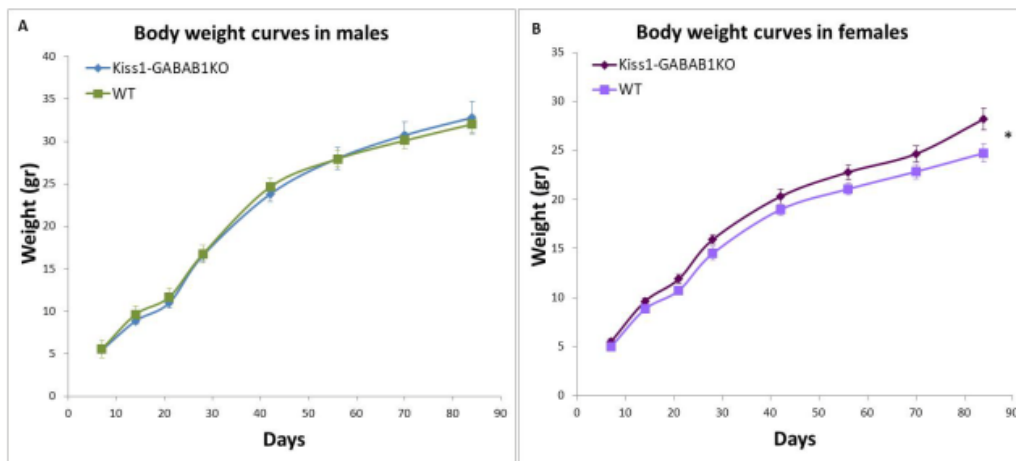 A
Body weight curves in males
Kiss1-GABAB1KO
WT
40
35
30
25
20
15
10
5
0
Weight (gr)
0 10 20 30 40 50 60 70 80 90
Days
B
Body weight curves in females
Kiss1-GABAB1KO
WT
35
30
25
20
15
10
5
0
Weight (gr)
*
0 10 20 30 40 50 60 70 80 90
Days